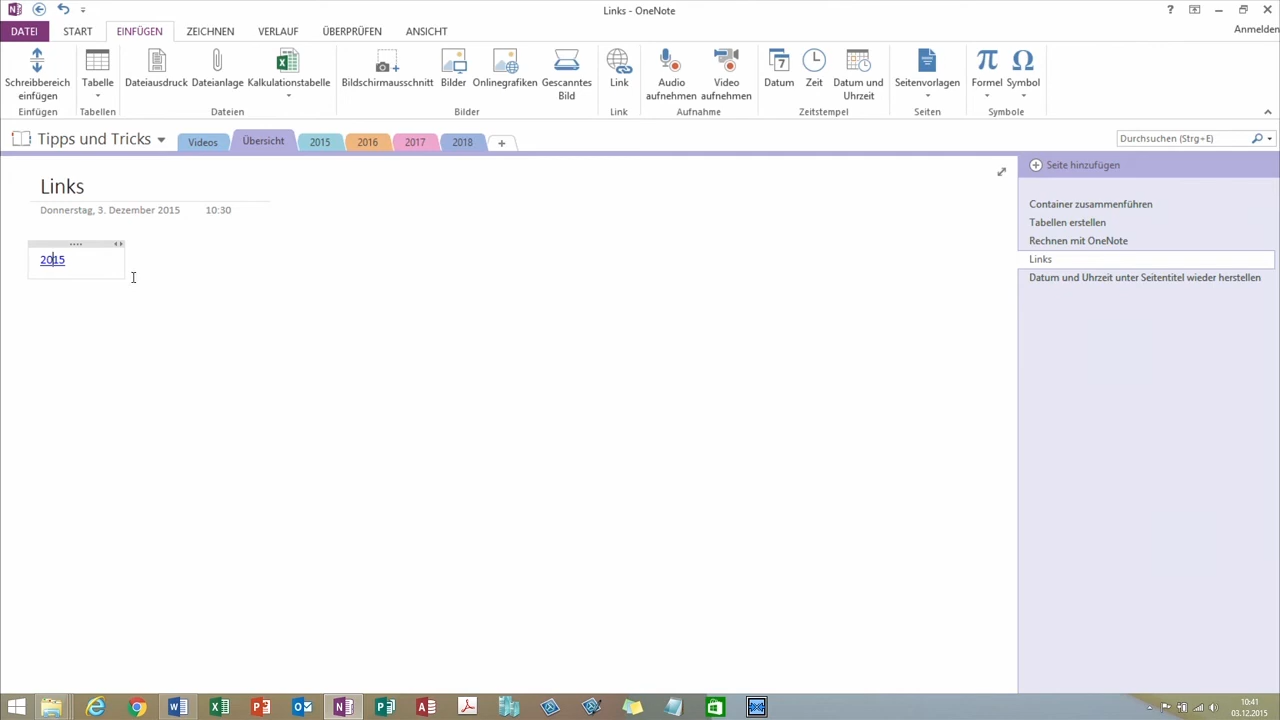 Links - OneNote
?
Anmelden
DATEI START EINFÜGEN ZEICHNEN VERLAUF ÜBERPRÜFEN ANSICHT
Schreibbereich einfügen
Einfügen
Tabelle
Tabellen
Dateiausdruck Dateianlage Kalkulationstabelle
Dateien
Bildschirmausschnitt Bilder Onlinegrafiken Gescanntes Bild
Bilder
Link
Link
Audio aufnehmen Video aufnehmen
Aufnahme
Datum Zeit Datum und Uhrzeit
Zeitstempel
Seitenvorlagen
Seiten
Formel Symbol
Symbole
Tipps und Tricks
Videos Übersicht 2015 2016 2017 2018 +
Durchsuchen (Strg+E)
Links
Donnerstag, 3. Dezember 2015 10:30
2015
Seite hinzufügen
Container zusammenführen
Tabellen erstellen
Rechnen mit OneNote
Links
Datum und Uhrzeit unter Seitentitel wieder herstellen
10:41
03.12.2015